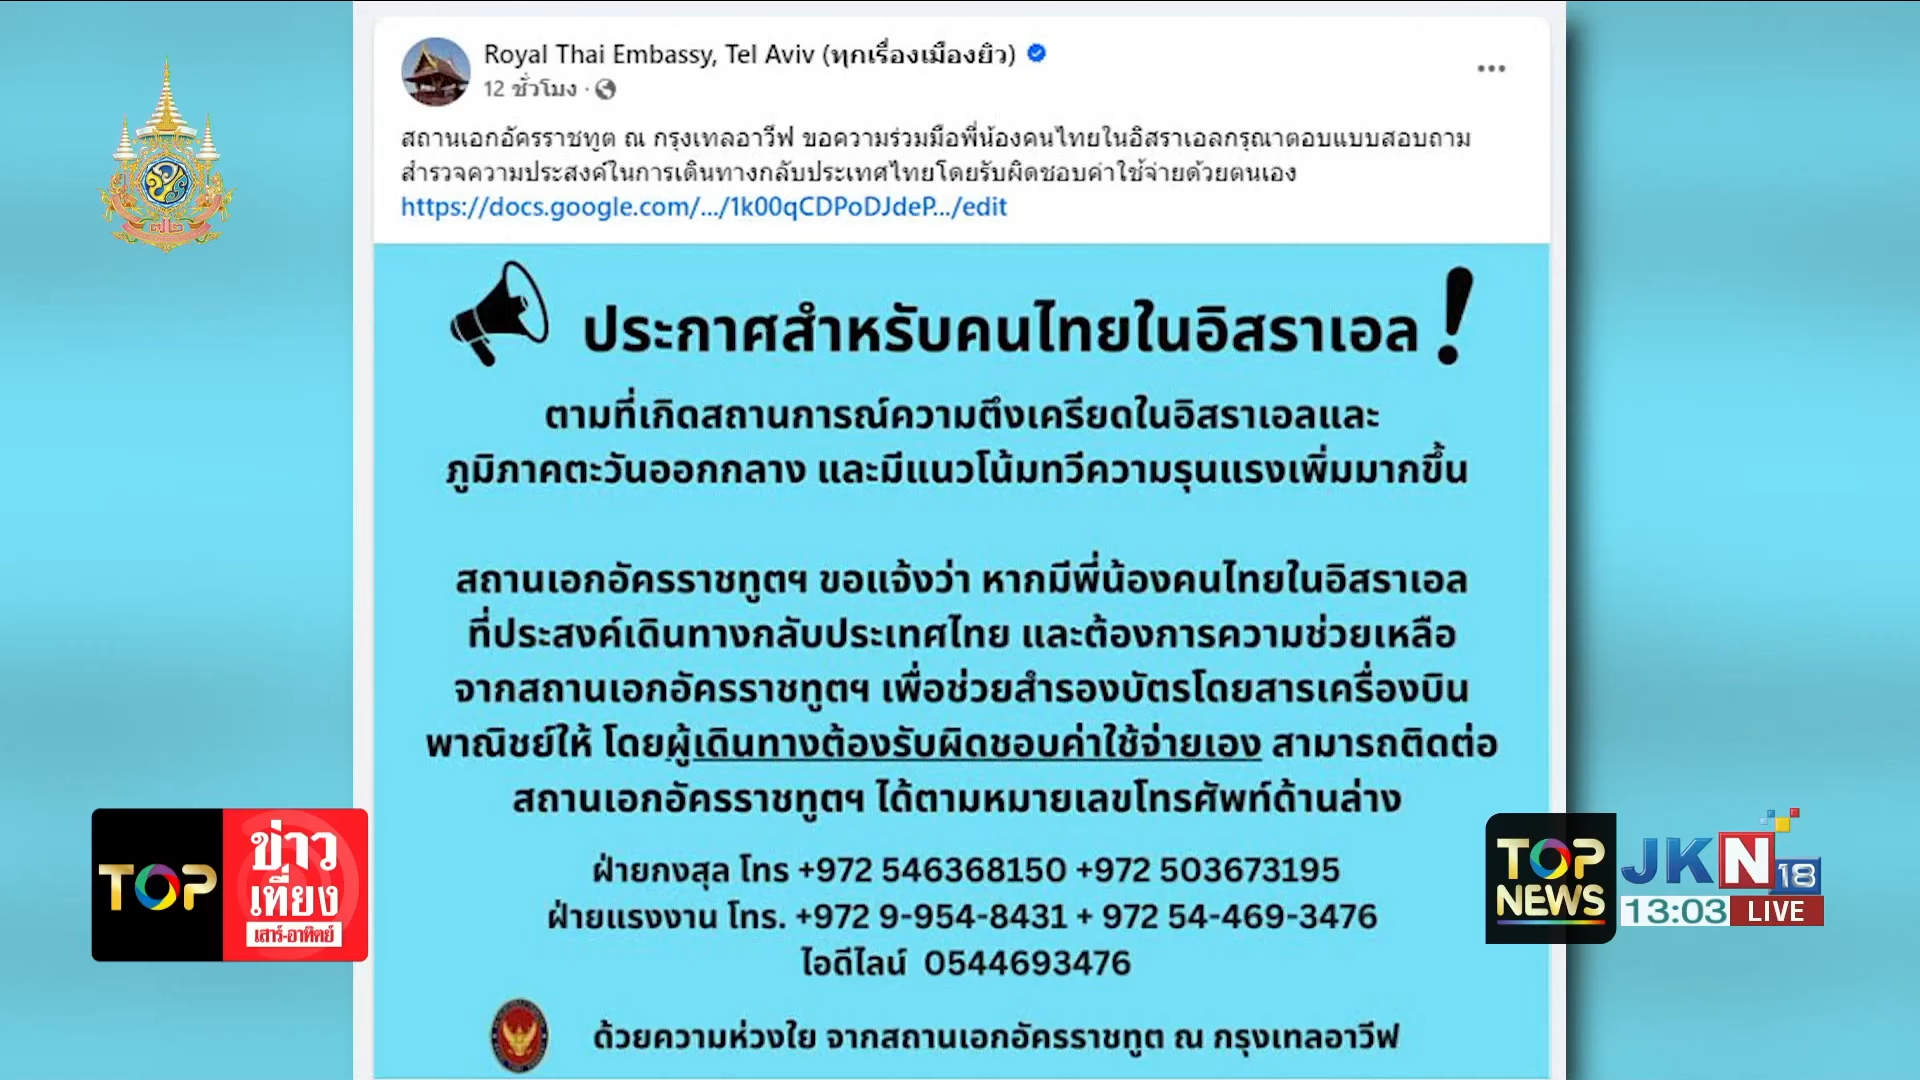 Royal Thai Embassy, Tel Aviv (ทุกเรื่องเมืองยิว)
12 ชั่วโมง ·
สถานเอกอัครราชทูต ณ กรุงเทลอาวีฟ ขอความร่วมมือพี่น้องคนไทยในอิสราเอลกรุณาตอบแบบสอบถาม
สำรวจความประสงค์ในการเดินทางกลับประเทศไทยโดยรับผิดชอบค่าใช้จ่ายด้วยตนเอง
https://docs.google.com/.../1k00qCDPoDJdeP.../edit
ประกาศสำหรับคนไทยในอิสราเอล!
ตามที่เกิดสถานการณ์ความตึงเครียดในอิสราเอลและ
ภูมิภาคตะวันออกกลาง และมีแนวโน้มทวีความรุนแรงเพิ่มมากขึ้น
สถานเอกอัครราชทูตฯ ขอแจ้งว่า หากมีพี่น้องคนไทยในอิสราเอล
ที่ประสงค์เดินทางกลับประเทศไทย และต้องการความช่วยเหลือ
จากสถานเอกอัครราชทูตฯ เพื่อช่วยสำรองบัตรโดยสารเครื่องบิน
พาณิชย์ให้ โดยผู้เดินทางต้องรับผิดชอบค่าใช้จ่ายเอง สามารถติดต่อ
สถานเอกอัครราชทูตฯ ได้ตามหมายเลขโทรศัพท์ด้านล่าง
ฝ่ายกงสุล โทร +972 546368150 +972 503673195
ฝ่ายแรงงาน โทร. +972 9-954-8431 + 972 54-469-3476
ไอดีไลน์ 0544693476
ด้วยความห่วงใย จากสถานเอกอัครราชทูต ณ กรุงเทลอาวีฟ
TOP
ข่าว
เที่ยง
เสาร์-อาทิตย์
TOP
NEWS
JKN18
13:03 LIVE